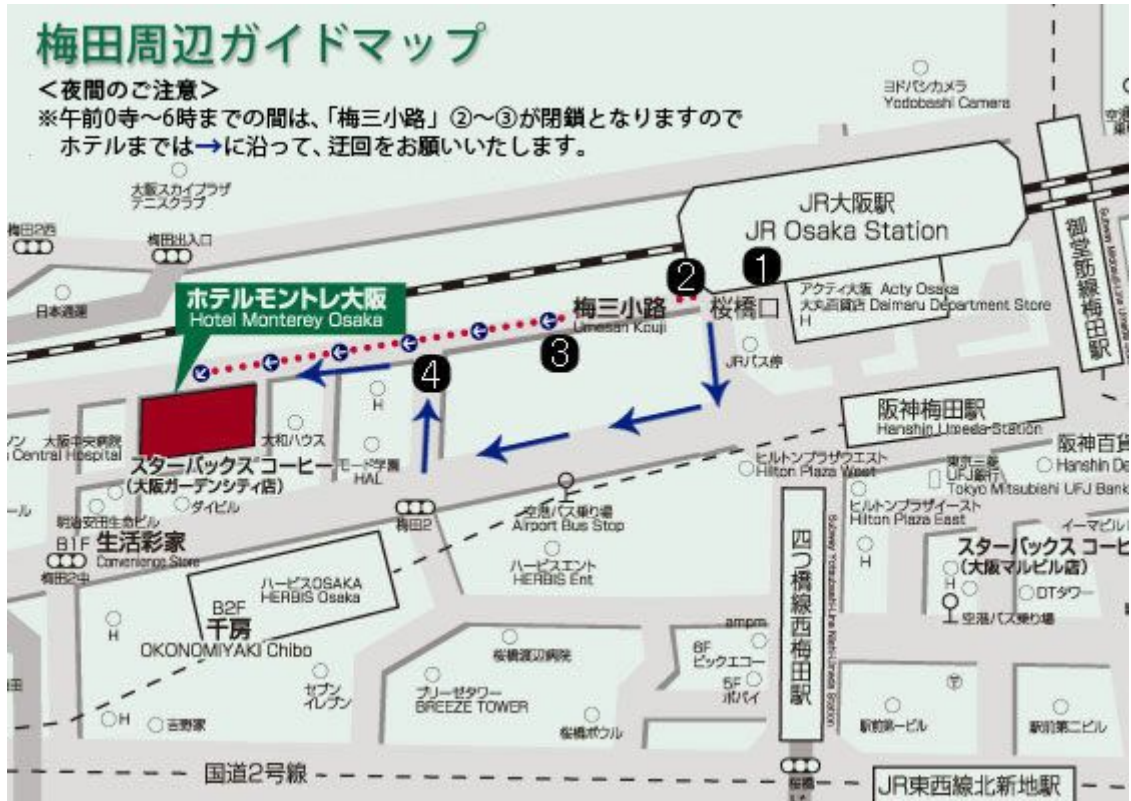 梅田周辺ガイドマップ
＜夜間のご注意＞
※午前0寺～6時までの間は、「梅三小路」②～③が閉鎖となりますので
ホテルまでは→に沿って、迂回をお願いいたします。
ヨドバシカメラ
Yodobashi Camera
大阪スカイプラザ
テニスクラブ
梅田2西
梅田出入口
日本通運
JR大阪駅
JR Osaka Station
御堂筋線梅田駅
Subway Midosuji-Line Umeda Station
ホテルモントレ大阪
Hotel Monterey Osaka
1
2
梅三小路
Umesan Kouji
桜橋口
アクティ大阪 Acty Osaka
大丸百貨店 Daimaru Department Store
H
3
4
JRバス停
H
阪神梅田駅
Hanshin Umeda-Station
大阪中央病院
Central Hospital
大和ハウス
モード学園
HAL
スターバックス コーヒー
(大阪ガーデンシティ店)
ダイビル
明治安田生命ビル
B1F 生活彩家
Convenience Store
梅田2中
梅田2
空港バス乗り場
Airport Bus Stop
ヒルトンプラザウエスト
Hilton Plaza West
ヒルトンプラザイースト
Hilton Plaza East
H
東京三菱
UFJ銀行
Tokyo Mitsubishi UFJ Bank
阪神百貨
Hanshin De
イーマビル
スターバックス コーヒ
(大阪マルビル店)
H
OTタワー
空港バス乗り場
ハービスエント
HERBIS Ent
ハービスOSAKA
HERBIS Osaka
B2F
千房
OKONOMIYAKI Chibo
H
四つ橋線西梅田駅
Subway Yotsubashi-Line Nishi-Umeda Station
ampm
6F
ビックエコー
5F
ポパイ
桜橋渡辺病院
ブリーゼタワー
BREEZE TOWER
セブン
イレブン
H
吉野家
桜橋ボウル
駅前第一ビル
駅前第二ビル
国道2号線
桜橋
JR東西線北新地駅